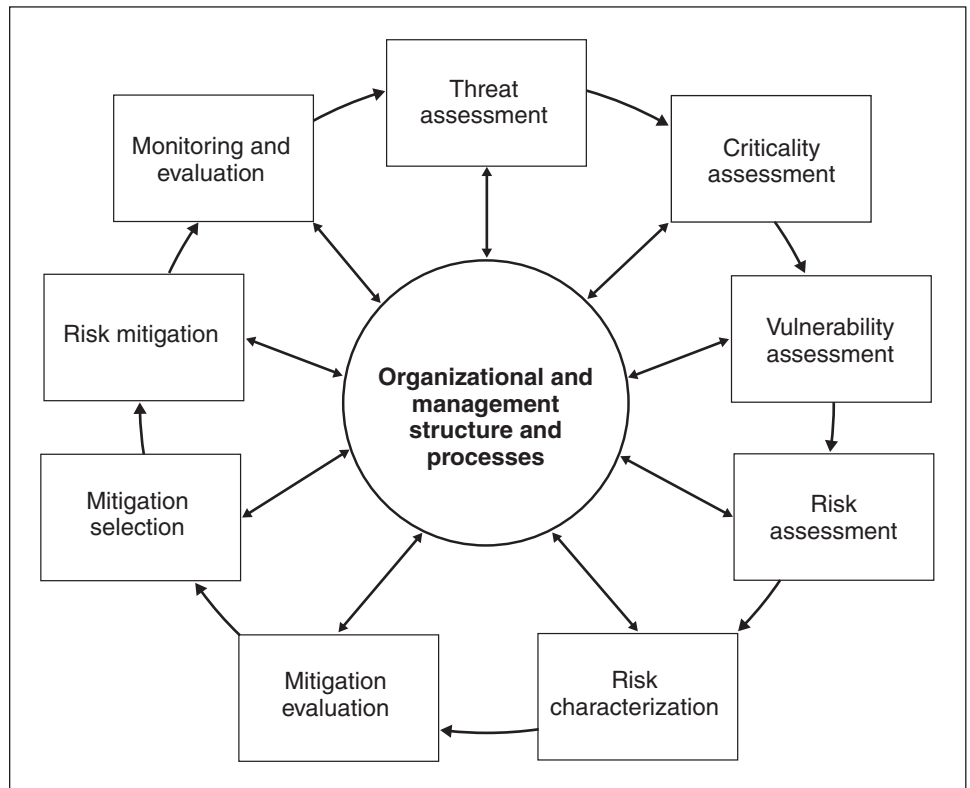 Threat
assessment
Criticality
assessment
Vulnerability
assessment
Risk
assessment
Risk
characterization
Mitigation
evaluation
Mitigation
selection
Risk mitigation
Monitoring and
evaluation
Organizational and
management
structure and
processes